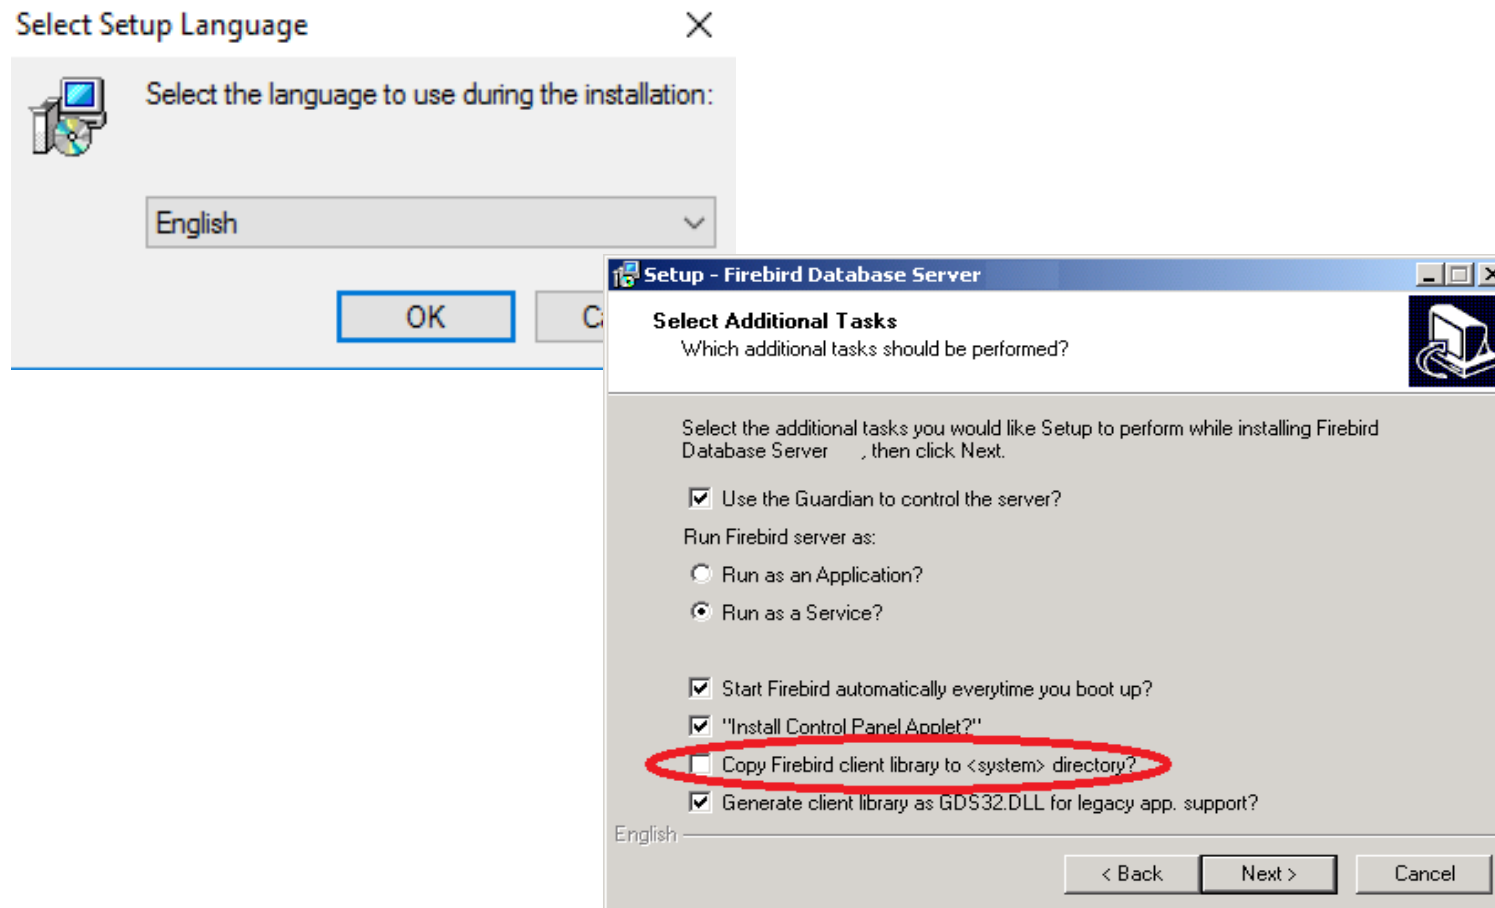 Select Setup Language
Select the language to use during the installation:
English
OK
Setup - Firebird Database Server
Select Additional Tasks
Which additional tasks should be performed?
Select the additional tasks you would like Setup to perform while installing Firebird
Database Server , then click Next.
Use the Guardian to control the server?
Run Firebird server as:
Run as an Application?
Run as a Service?
Start Firebird automatically everytime you boot up?
"Install Control Panel Applet?"
Copy Firebird client library to <system> directory?
Generate client library as GDS32.DLL for legacy app. support?
English
< Back
Next >
Cancel